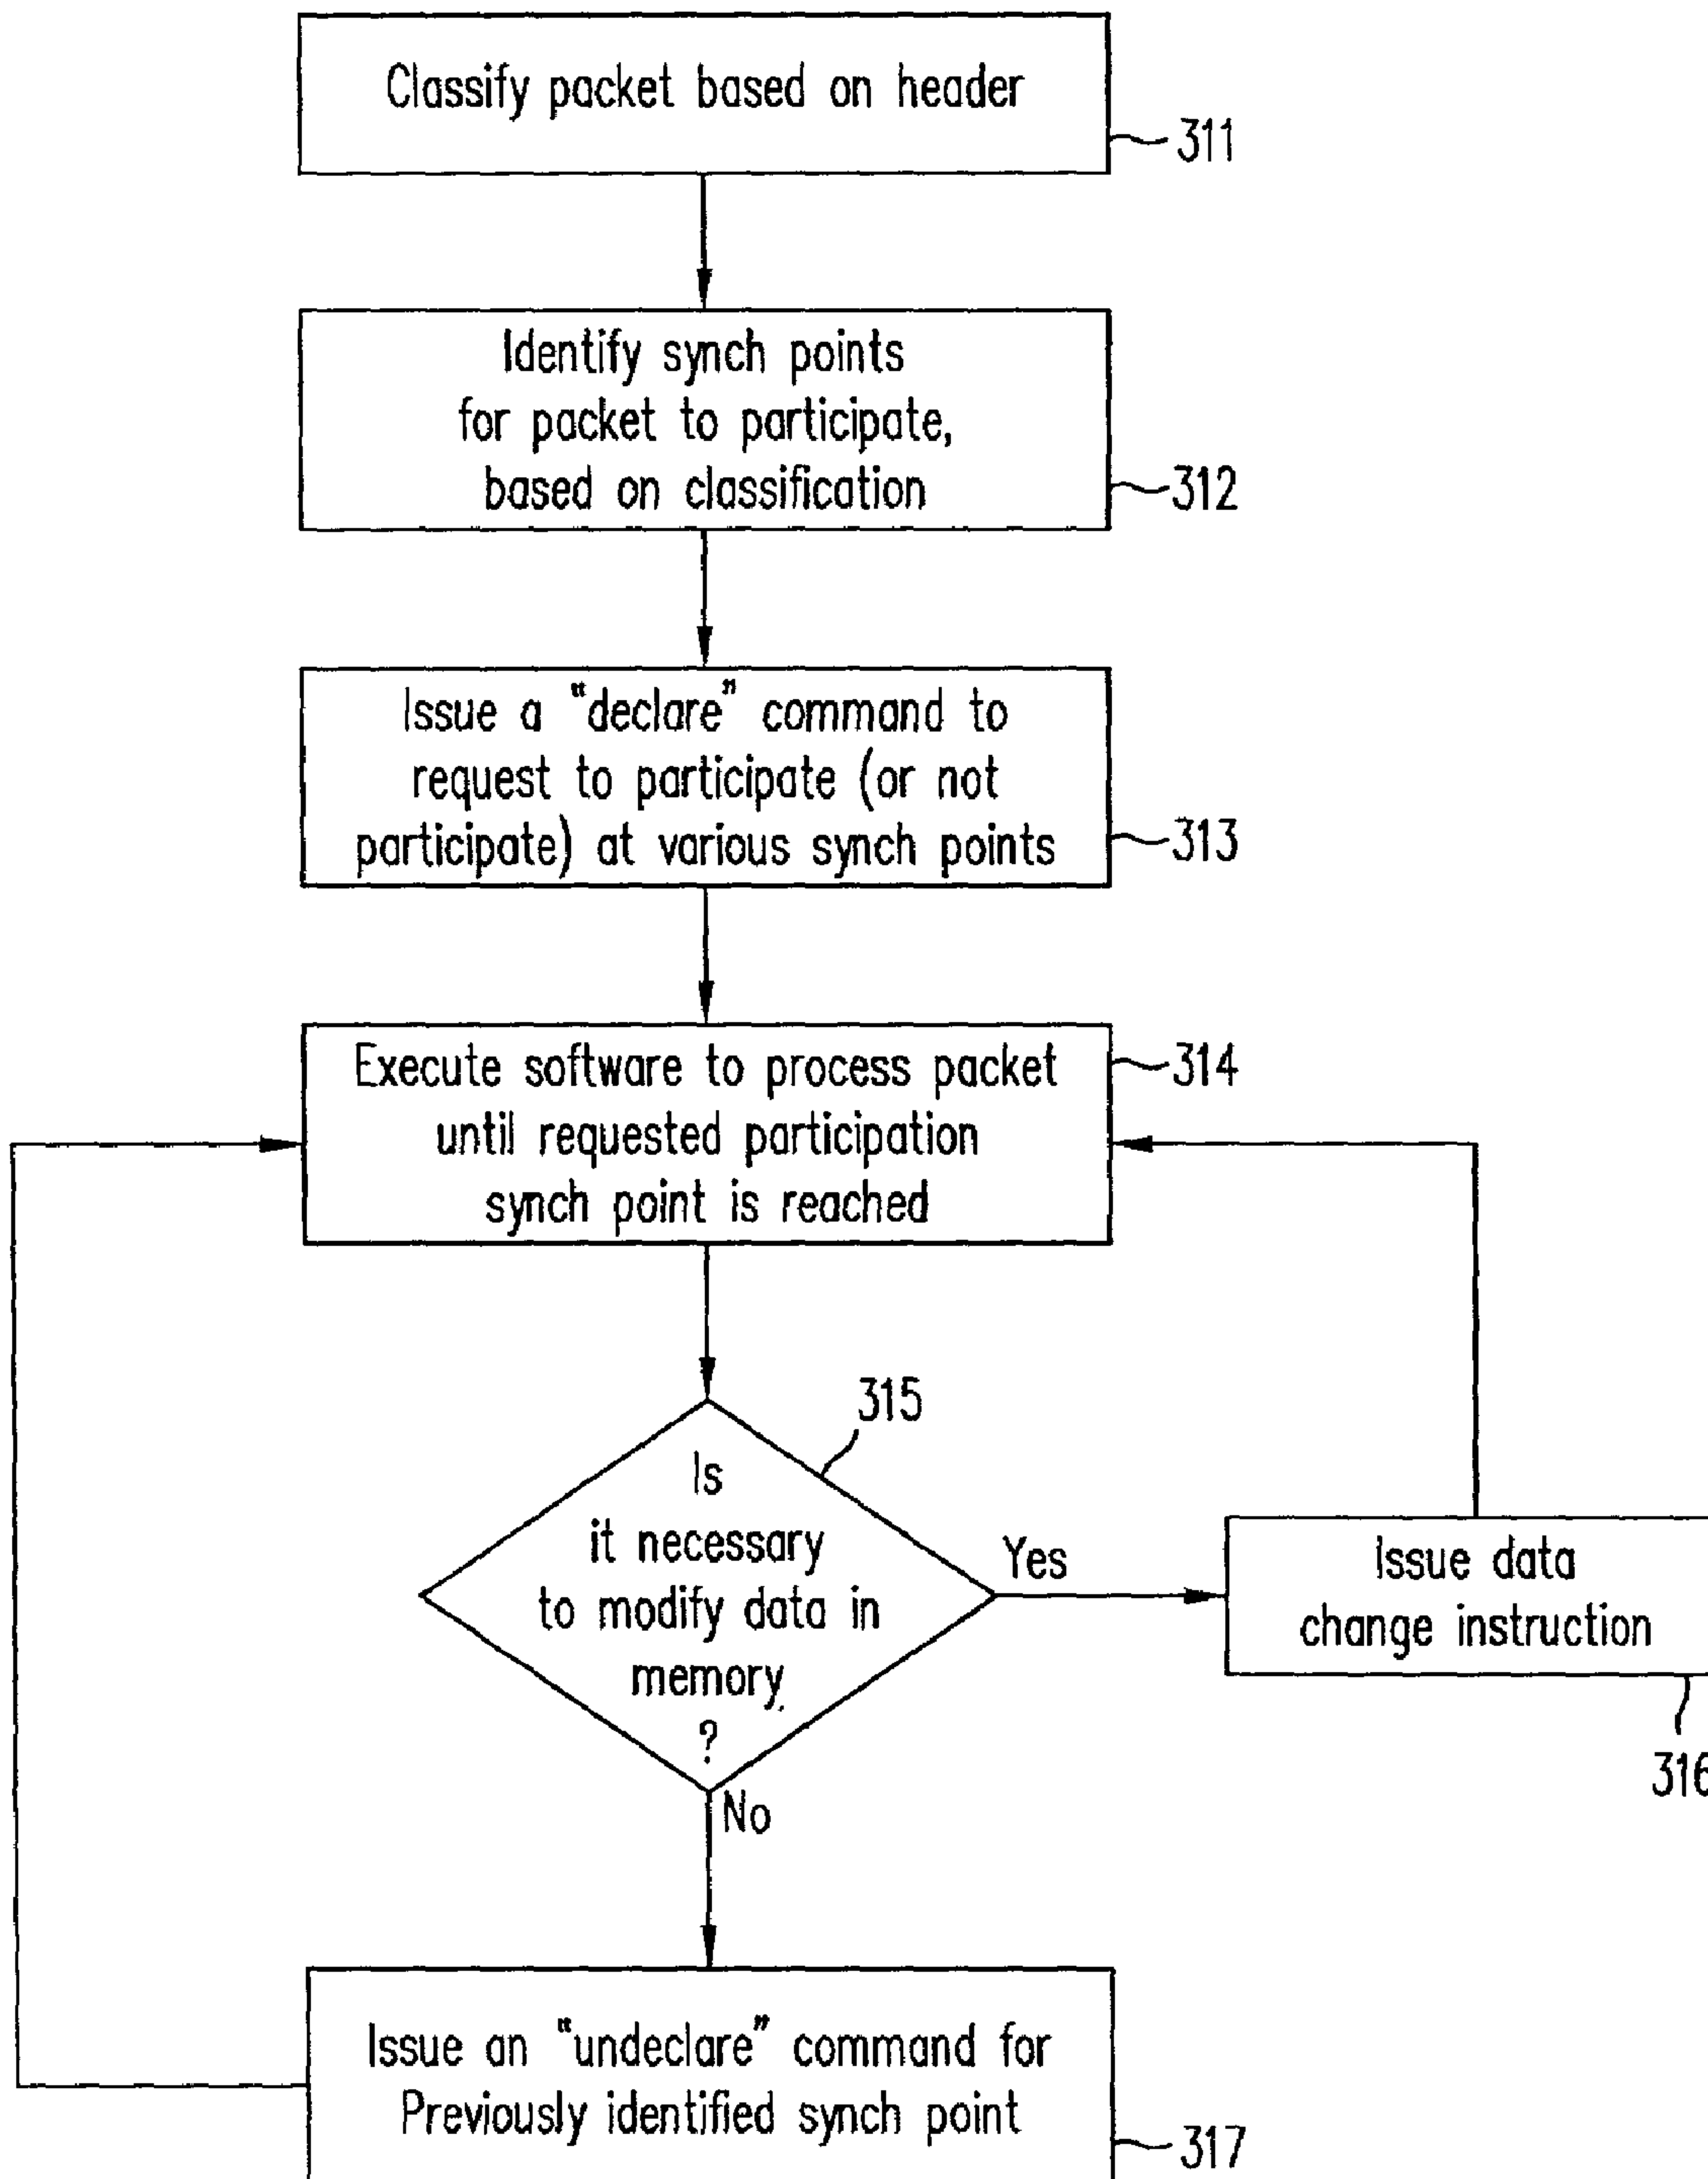 Classify packet based on header
311
Identify synch points
for packet to participate,
based on classification
312
Issue a "declare" command to
request to participate (or not
participate) at various synch points
313
Execute software to process packet
until requested participation
synch point is reached
314
315
Is
it necessary
to modify data in
memory
?
Yes
Issue data
change instruction
316
No
Issue an "undeclare" command for
Previously identified synch point
317